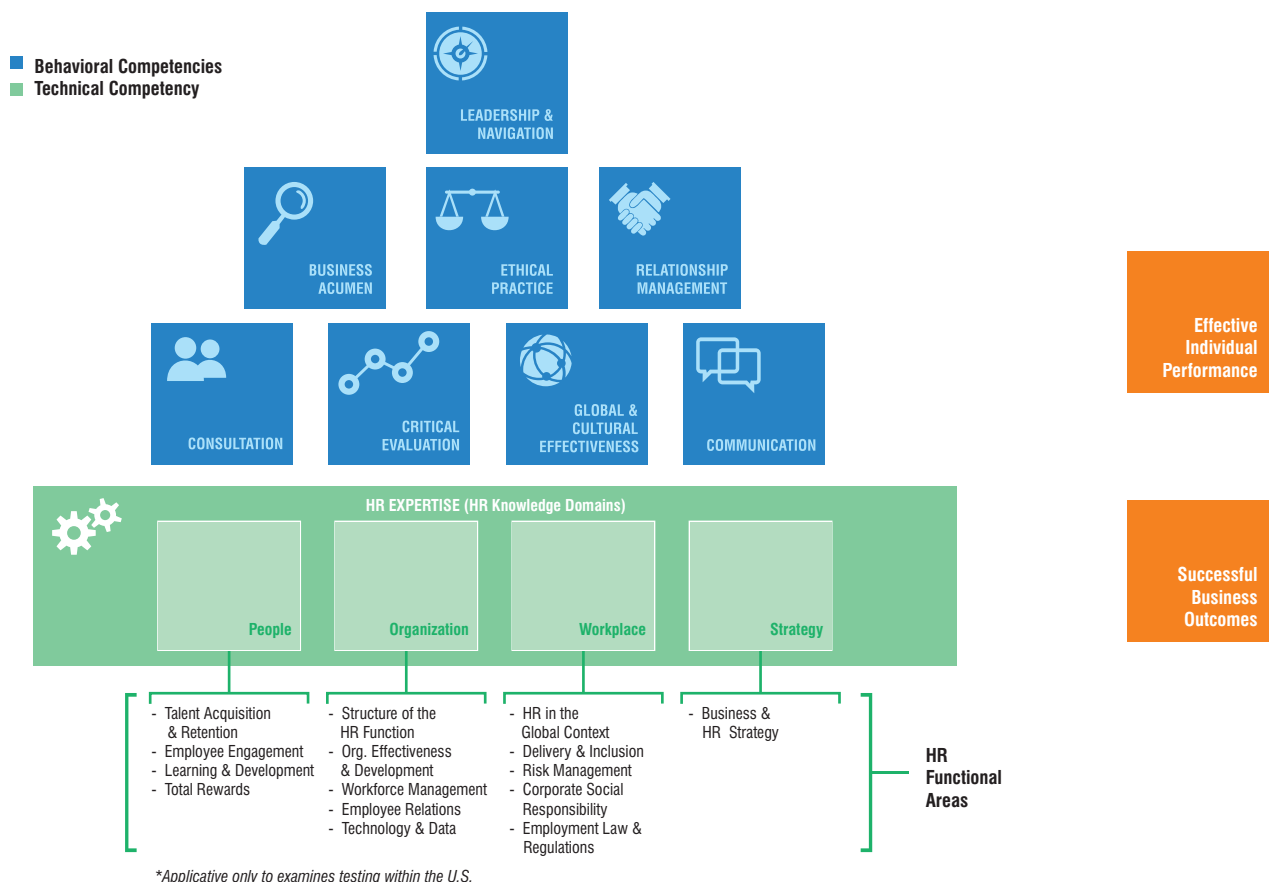 Behavioral Competencies
Technical Competency
LEADERSHIP &
NAVIGATION
BUSINESS
ACUMEN
ETHICAL
PRACTICE
RELATIONSHIP
MANAGEMENT
CONSULTATION
CRITICAL
EVALUATION
GLOBAL &
CULTURAL
EFFECTIVENESS
COMMUNICATION
Effective
Individual
Performance
HR EXPERTISE (HR Knowledge Domains)
People
Organization
Workplace
Strategy
Successful
Business
Outcomes
- Talent Acquisition
& Retention
- Employee Engagement
- Learning & Development
- Total Rewards
- Structure of the
HR Function
- Org. Effectiveness
& Development
- Workforce Management
- Employee Relations
- Technology & Data
- HR in the
Global Context
- Delivery & Inclusion
- Risk Management
- Corporate Social
Responsibility
- Employment Law &
Regulations
- Business &
HR Strategy
HR
Functional
Areas
*Applicative only to examines testing within the U.S.